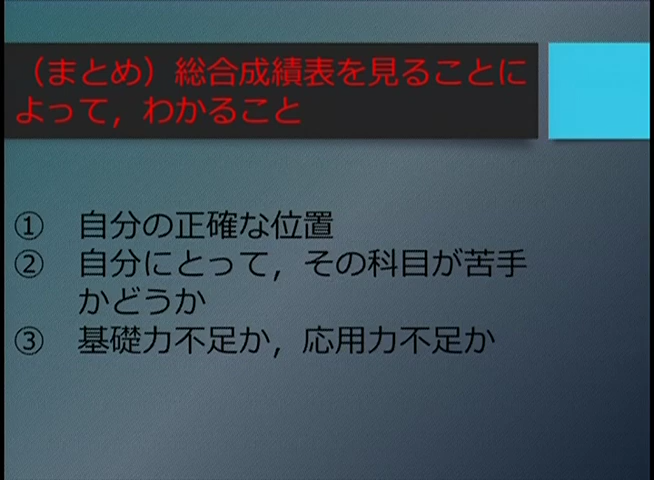 (まとめ)総合成績表を見ることに
よって，わかること
① 自分の正確な位置
② 自分にとって，その科目が苦手
かどうか
③ 基礎力不足か，応用力不足か